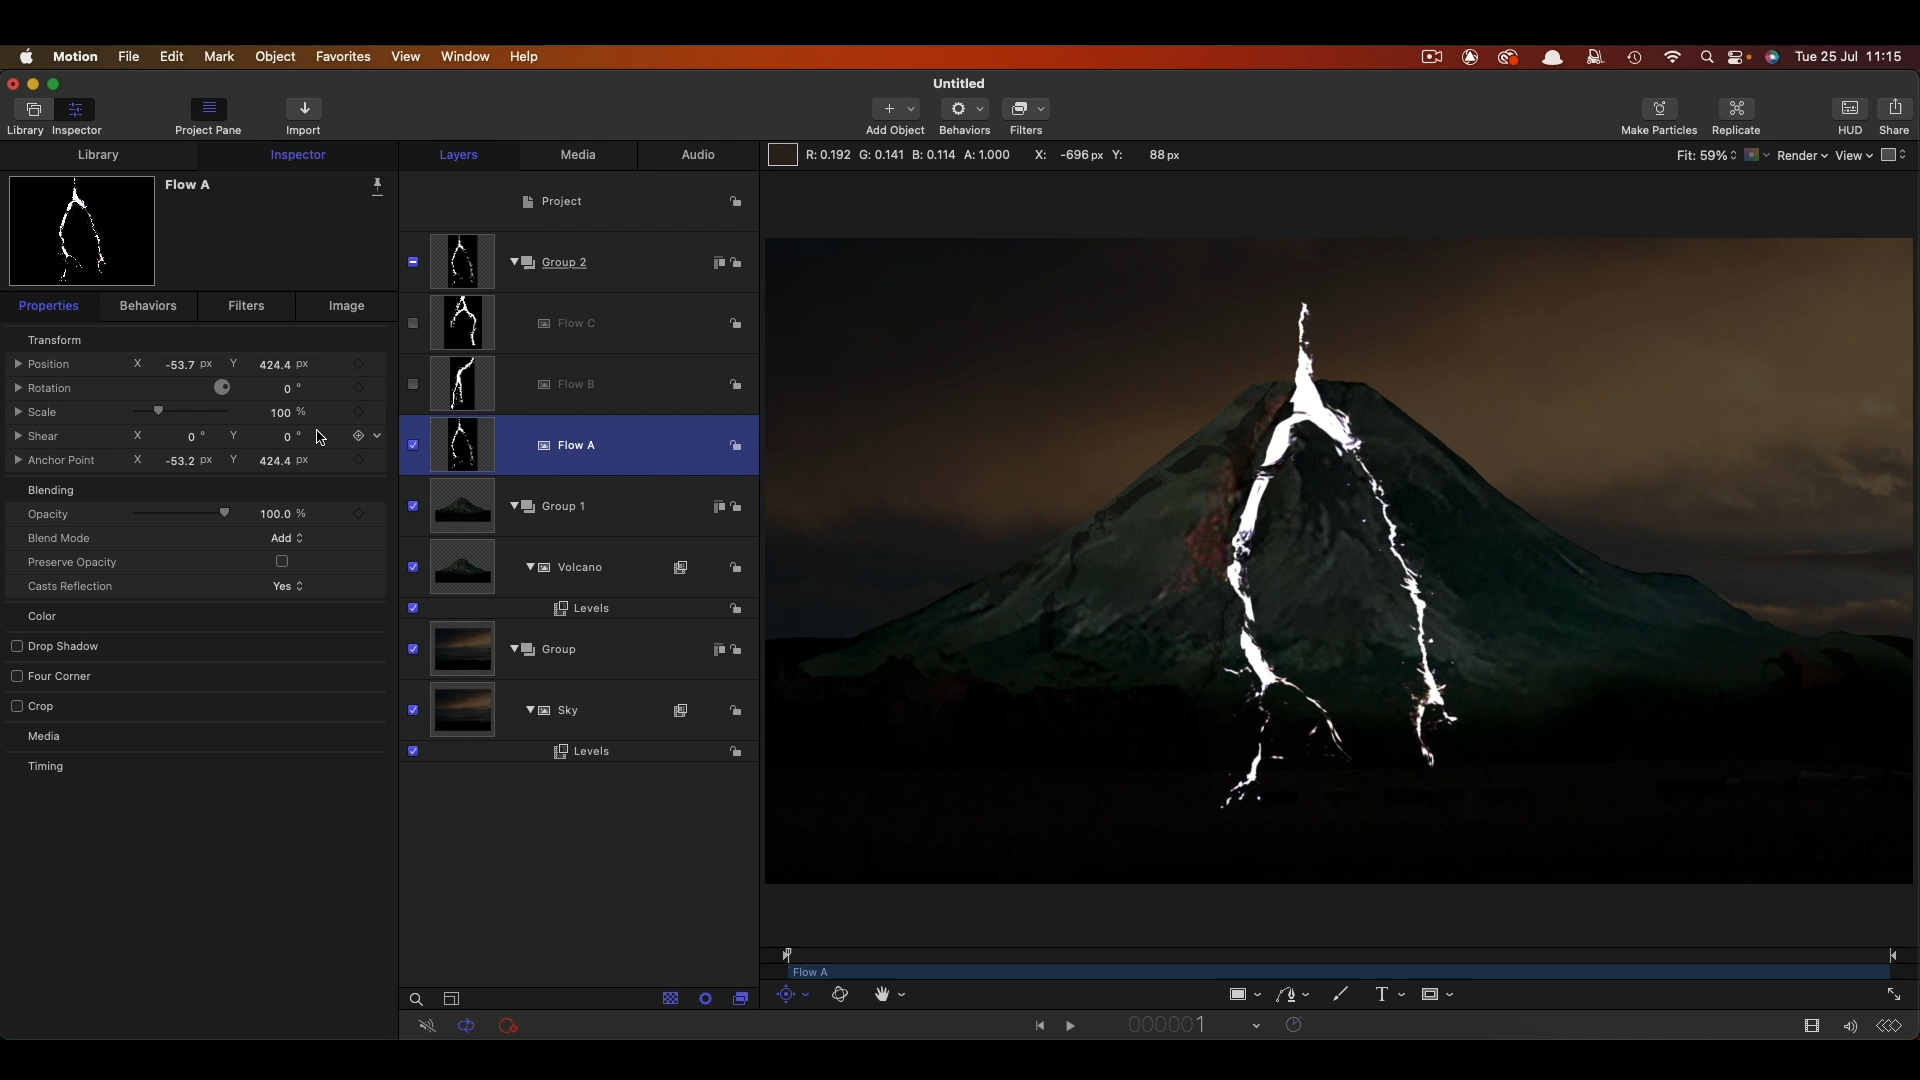 Motion File Edit Mark Object Favorites View Window Help Tue 25 Jul 11:15
Untitled
Library Inspector Project Pane Import Add Object Behaviors Filters Make Particles Replicate HUD Share
Library Inspector Layers Media Audio R: 0.192 G: 0.141 B: 0.114 A: 1.000 X: -696 px Y: 88 px Fit: 59% Render View
Flow A
Project
Group 2
Properties Behaviors Filters Image
Flow C
Transform
Position X -53.7 px Y 424.4 px
Rotation 0 °
Flow B
Scale 100 %
Shear X 0 ° Y 0 °
Flow A
Anchor Point X -53.2 px Y 424.4 px
Blending
Group 1
Opacity 100.0 %
Blend Mode Add
Preserve Opacity
Volcano
Casts Reflection Yes
Levels
Color
Drop Shadow
Group
Four Corner
Crop
Sky
Media
Levels
Timing
Flow A
T
000001